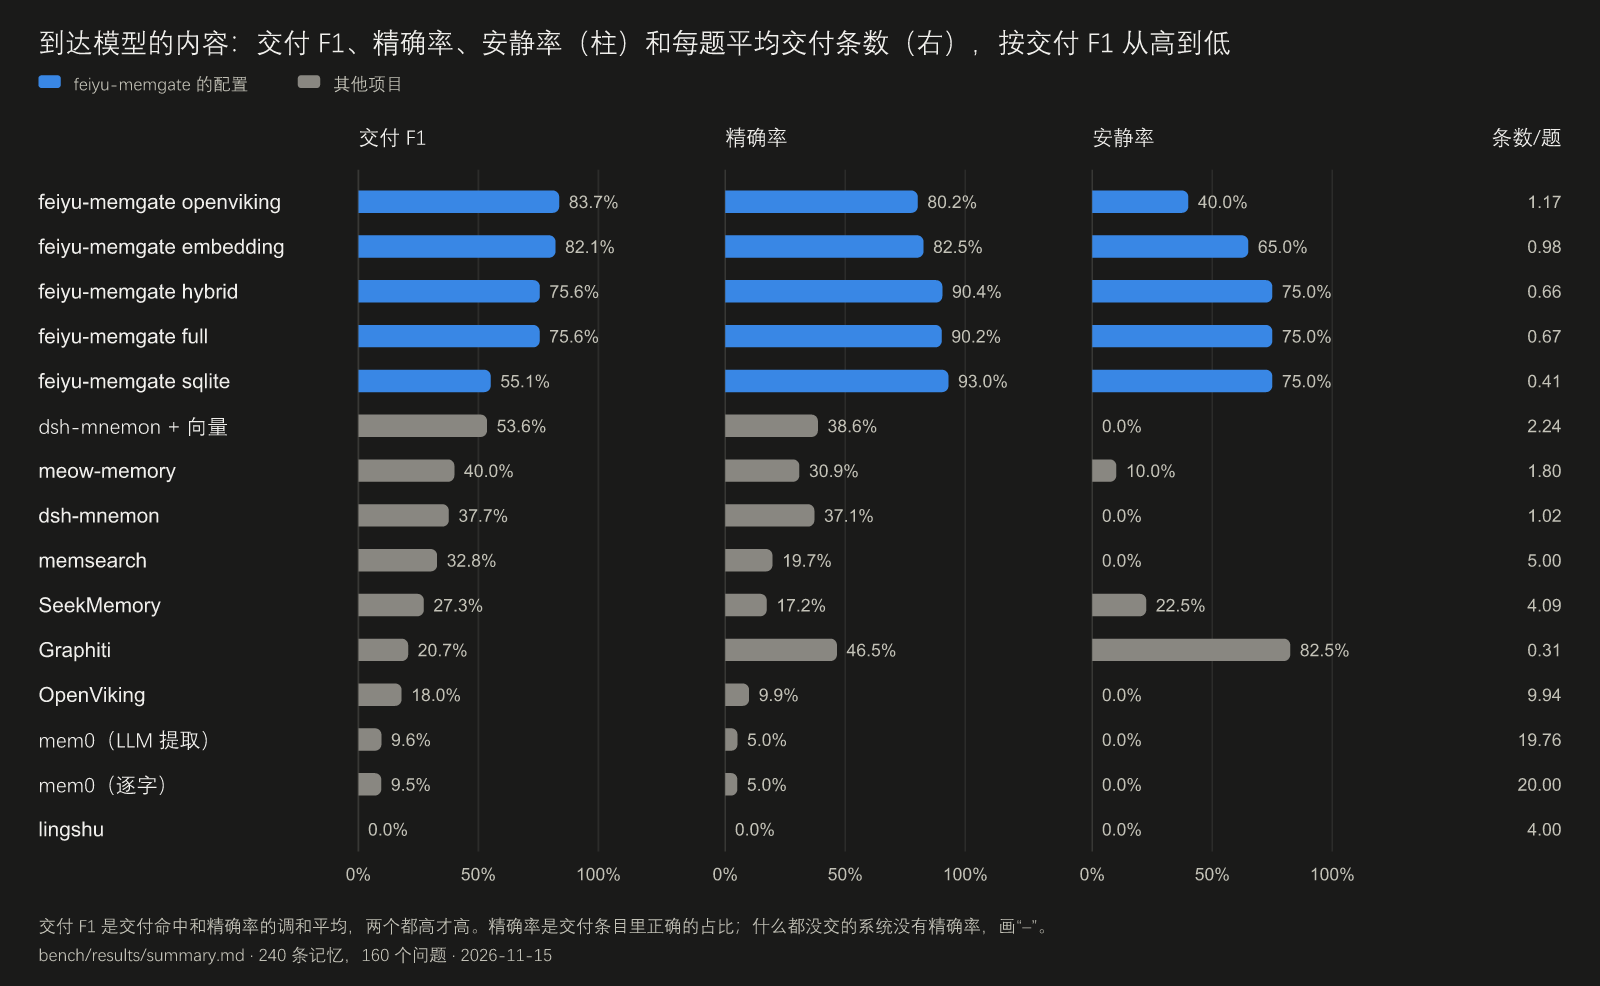 到达模型的内容：交付 F1、精确率、安静率（柱）和每题平均交付条数（右），按交付 F1 从高到低
feiyu-memgate 的配置 其他项目
交付 F1 精确率 安静率 条数/题
feiyu-memgate openviking 83.7% 80.2% 40.0% 1.17
feiyu-memgate embedding 82.1% 82.5% 65.0% 0.98
feiyu-memgate hybrid 75.6% 90.4% 75.0% 0.66
feiyu-memgate full 75.6% 90.2% 75.0% 0.67
feiyu-memgate sqlite 55.1% 93.0% 75.0% 0.41
dsh-mnemon + 向量 53.6% 38.6% 0.0% 2.24
meow-memory 40.0% 30.9% 10.0% 1.80
dsh-mnemon 37.7% 37.1% 0.0% 1.02
memsearch 32.8% 19.7% 0.0% 5.00
SeekMemory 27.3% 17.2% 22.5% 4.09
Graphiti 20.7% 46.5% 82.5% 0.31
OpenViking 18.0% 9.9% 0.0% 9.94
mem0（LLM 提取） 9.6% 5.0% 0.0% 19.76
mem0（逐字） 9.5% 5.0% 0.0% 20.00
lingshu 0.0% 0.0% 0.0% 4.00
0% 50% 100% 0% 50% 100% 0% 50% 100%
交付 F1 是交付命中和精确率的调和平均，两个都高才高。精确率是交付条目里正确的占比；什么都没交的系统没有精确率，画“–”。
bench/results/summary.md · 240 条记忆，160 个问题 · 2026-11-15